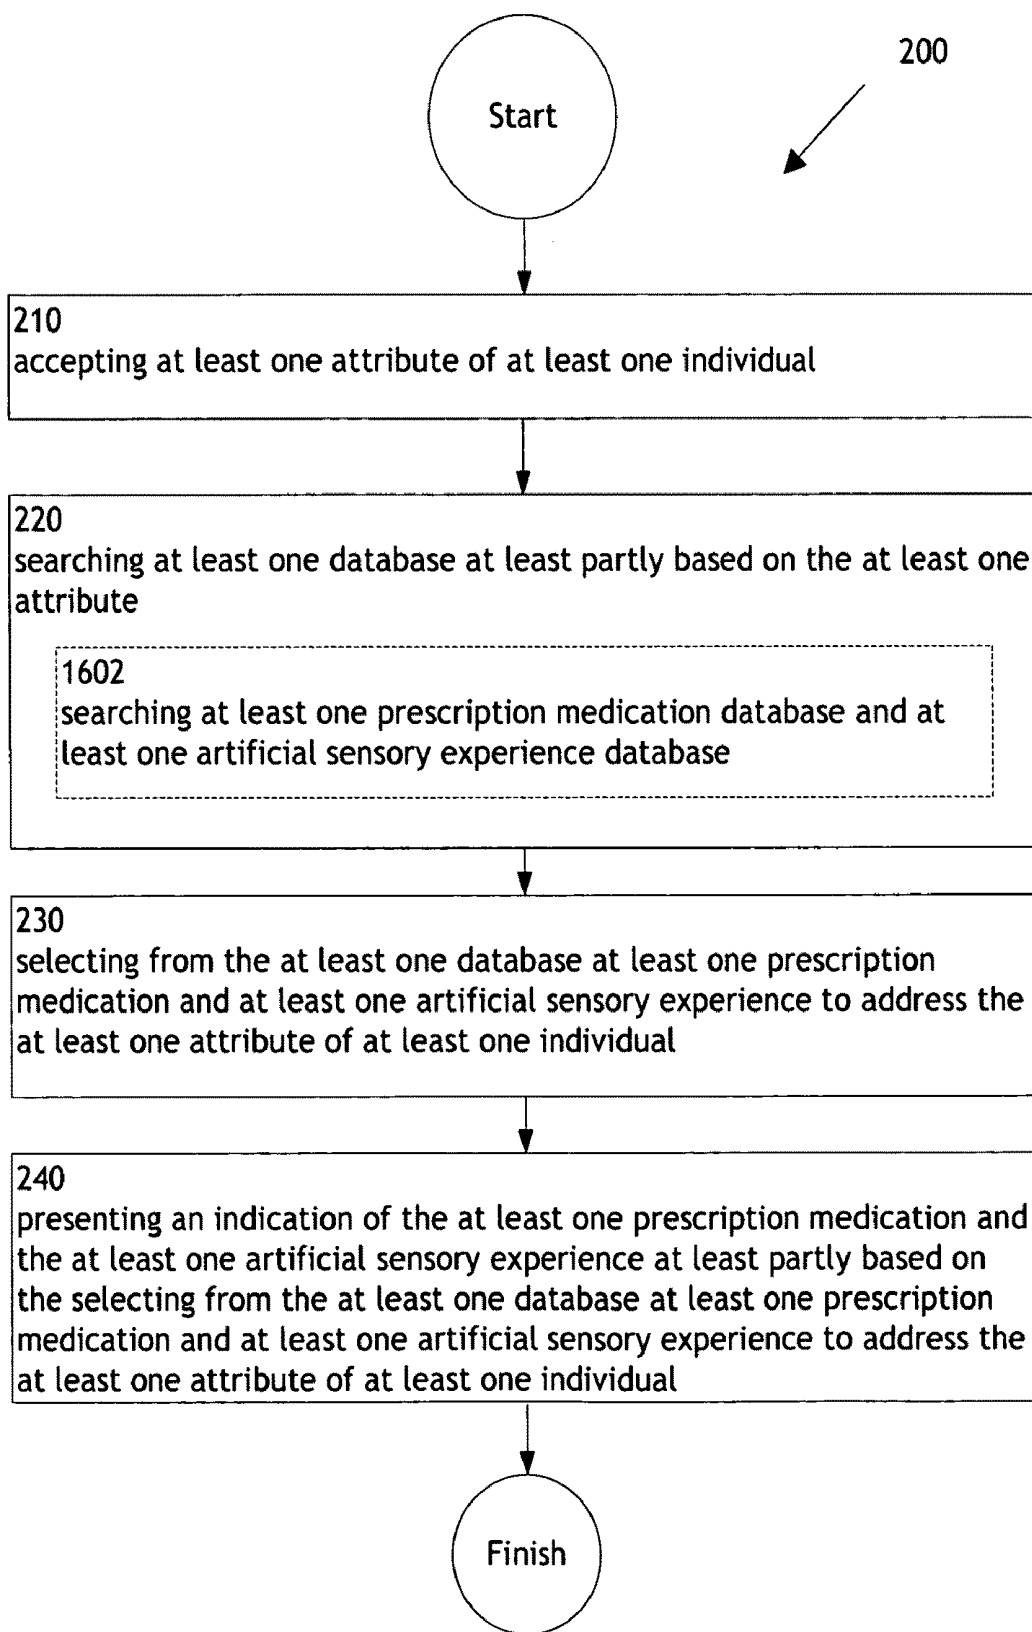 200
Start
210
accepting at least one attribute of at least one individual
220
searching at least one database at least partly based on the at least one
attribute
1602
searching at least one prescription medication database and at
least one artificial sensory experience database
230
selecting from the at least one database at least one prescription
medication and at least one artificial sensory experience to address the
at least one attribute of at least one individual
240
presenting an indication of the at least one prescription medication and
the at least one artificial sensory experience at least partly based on
the selecting from the at least one database at least one prescription
medication and at least one artificial sensory experience to address the
at least one attribute of at least one individual
Finish